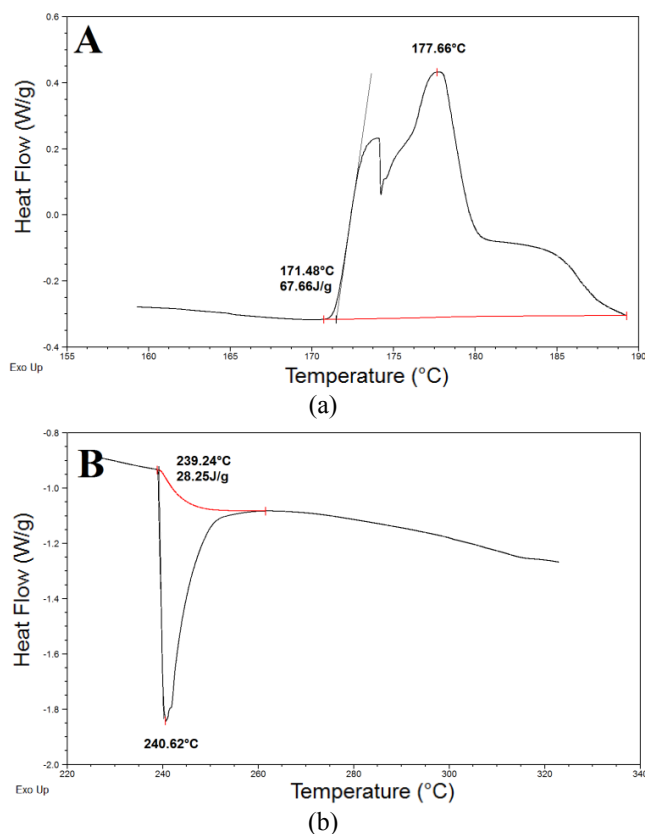 A
177.66°C
171.48°C
67.66J/g
Heat Flow (W/g)
0.6
0.4
0.2
0.0
-0.2
-0.4
155 160 165 170 175 180 185 190
Exo Up
Temperature (°C)
(a)
B
239.24°C
28.25J/g
240.62°C
Heat Flow (W/g)
-0.8
-1.0
-1.2
-1.4
-1.6
-1.8
-2.0
220 240 260 280 300 320 340
Exo Up
Temperature (°C)
(b)